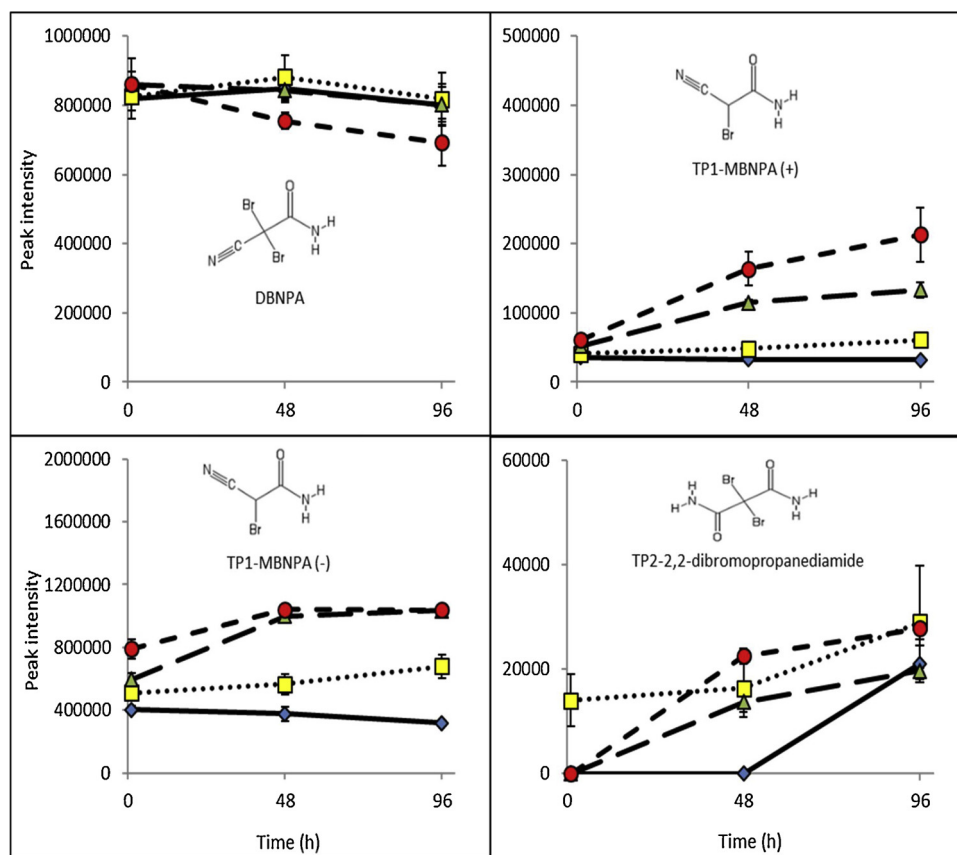 1000000
800000
600000
400000
200000
0
0 48 96
Peak intensity
Br
O
N
H
H
C
N
Br
DBNPA
500000
400000
300000
200000
100000
0
0 48 96
N
C
O
N
H
H
Br
TP1-MBNPA (+)
2000000
1600000
1200000
800000
400000
0
0 48 96
Peak intensity
Time (h)
N
C
O
N
H
H
Br
TP1-MBNPA (-)
60000
40000
20000
0
0 48 96
Time (h)
H
N
H
Br
O
N
H
H
Br
O
TP2-2,2-dibromopropanediamide